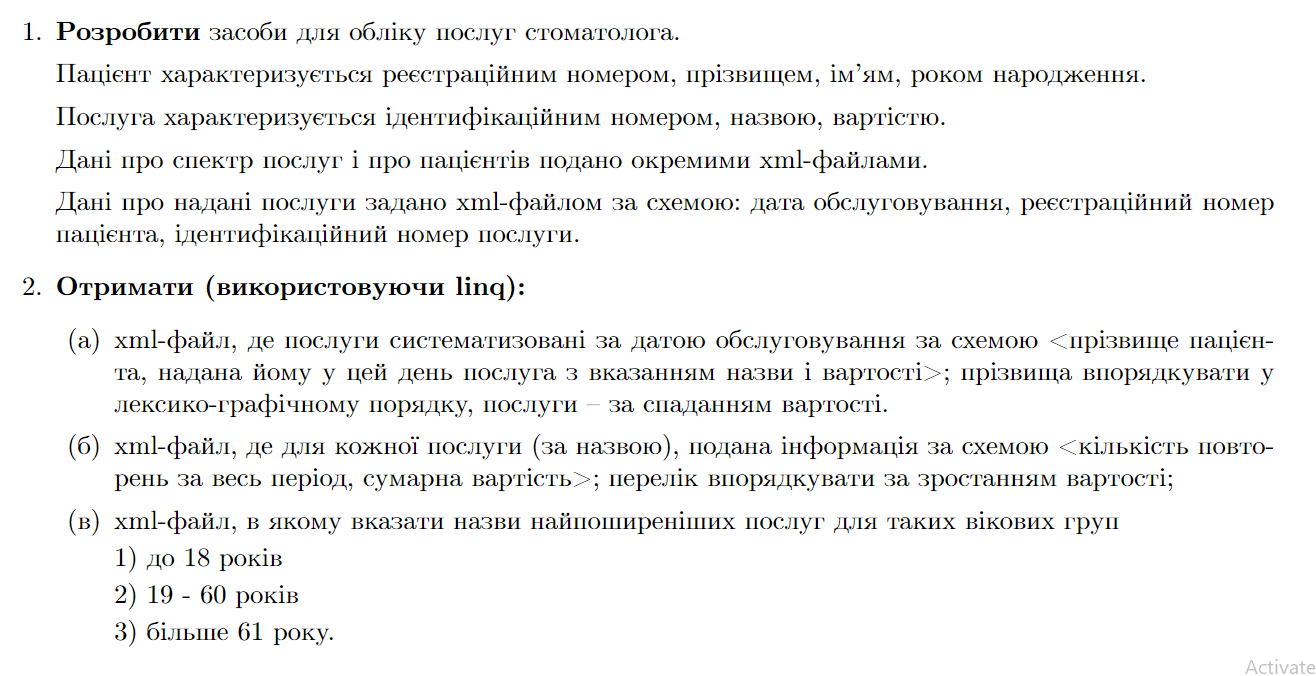 1. Розробити засоби для обліку послуг стоматолога.
Пацієнт характеризується реєстраційним номером, прізвищем, ім'ям, роком народження.
Послуга характеризується ідентифікаційним номером, назвою, вартістю.
Дані про спектр послуг і про пацієнтів подано окремими xml-файлами.
Дані про надані послуги задано xml-файлом за схемою: дата обслуговування, реєстраційний номер
пацієнта, ідентифікаційний номер послуги.
2. Отримати (використовуючи linq):
(а) xml-файл, де послуги систематизовані за датою обслуговування за схемою <прізвище пацієн-
та, надана йому у цей день послуга з вказанням назви і вартості>; прізвища впорядкувати у
лексико-графічному порядку, послуги – за спаданням вартості.
(б) xml-файл, де для кожної послуги (за назвою), подана інформація за схемою <кількість повто-
рень за весь період, сумарна вартість>; перелік впорядкувати за зростанням вартості;
(в) xml-файл, в якому вказати назви найпоширеніших послуг для таких вікових груп
1) до 18 років
2) 19 - 60 років
3) більше 61 року.
Activate